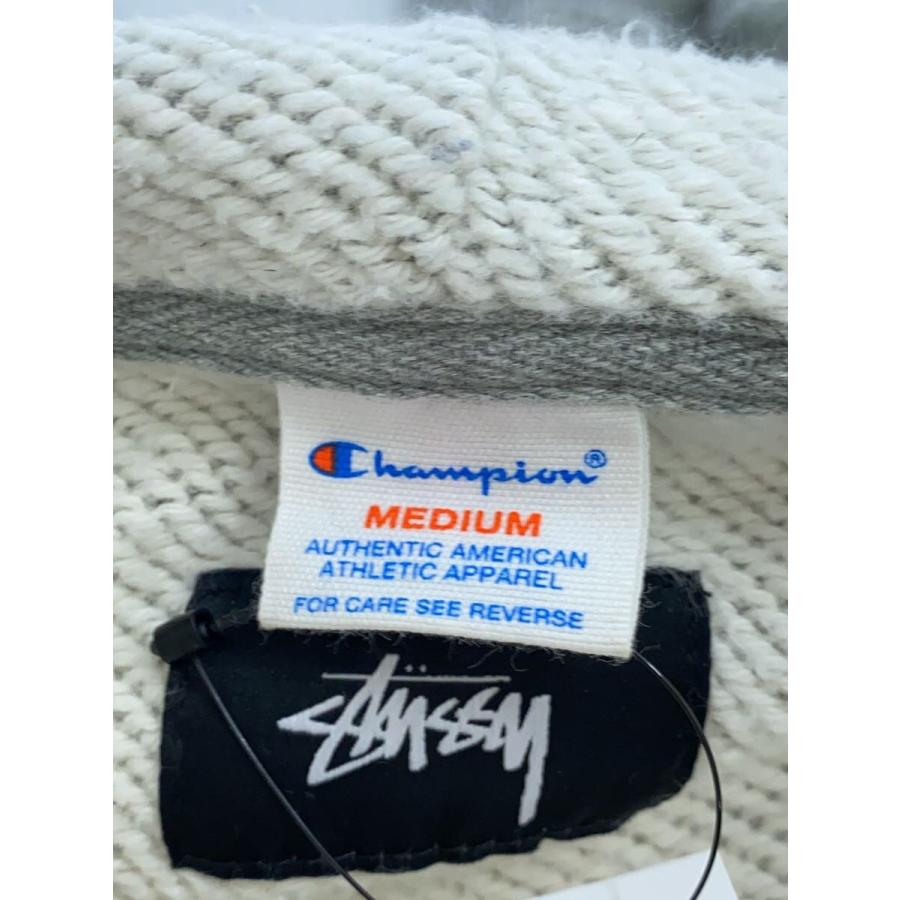 Champion®
MEDIUM
AUTHENTIC AMERICAN
ATHLETIC APPAREL
FOR CARE SEE REVERSE
Stüssy